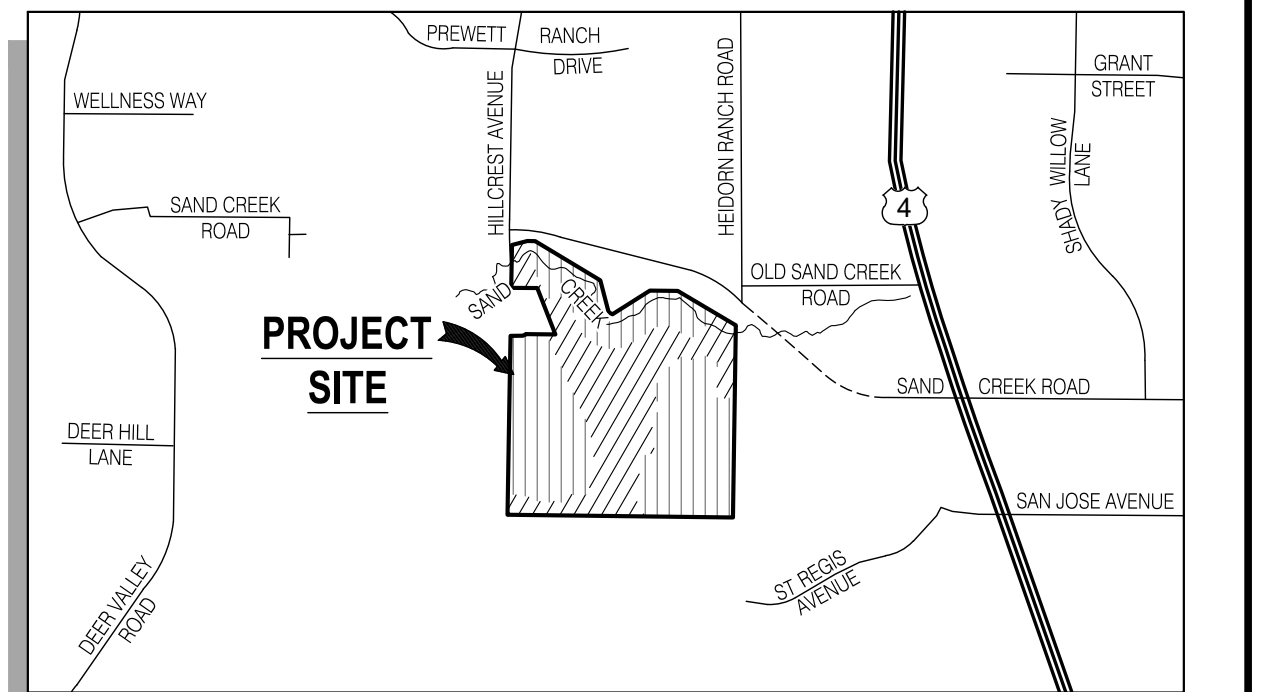 PREWETT RANCH
DRIVE
GRANT
STREET
WELLNESS WAY
HILLCREST AVENUE
HEIDORN RANCH ROAD
SHADY WILLOW
LANE
SAND CREEK
ROAD
4
OLD SAND CREEK
ROAD
SAND CREEK
PROJECT
SITE
SAND CREEK ROAD
DEER HILL
LANE
SAN JOSE AVENUE
ST REGIS
AVENUE
DEER VALLEY
ROAD